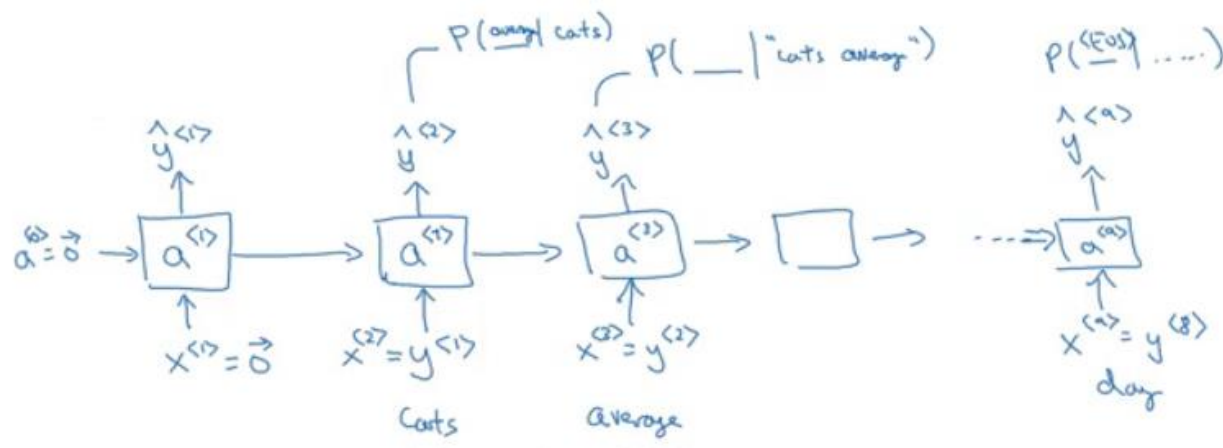 P(average | cats)
P( ___ | "cats average")
P(<EOS> | .....)
ŷ<1>
ŷ<2>
ŷ<3>
ŷ<9>
a<0>=0⃗
a<1>
a<2>
a<3>
a<9>
x<1>=0⃗
x<2>=y<1>
x<3>=y<2>
x<9>=y<8>
Cats
average
day